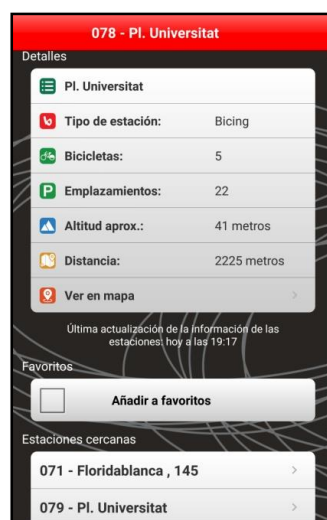 078 - Pl. Universitat
Detalles
Pl. Universitat
Tipo de estación: Bicing
Bicicletas: 5
P Emplazamientos: 22
Altitud aprox.: 41 metros
Distancia: 2225 metros
Ver en mapa
Última actualización de la información de las
estaciones: hoy a las 19:17
Favoritos
Añadir a favoritos
Estaciones cercanas
071 - Floridablanca , 145
079 - Pl. Universitat